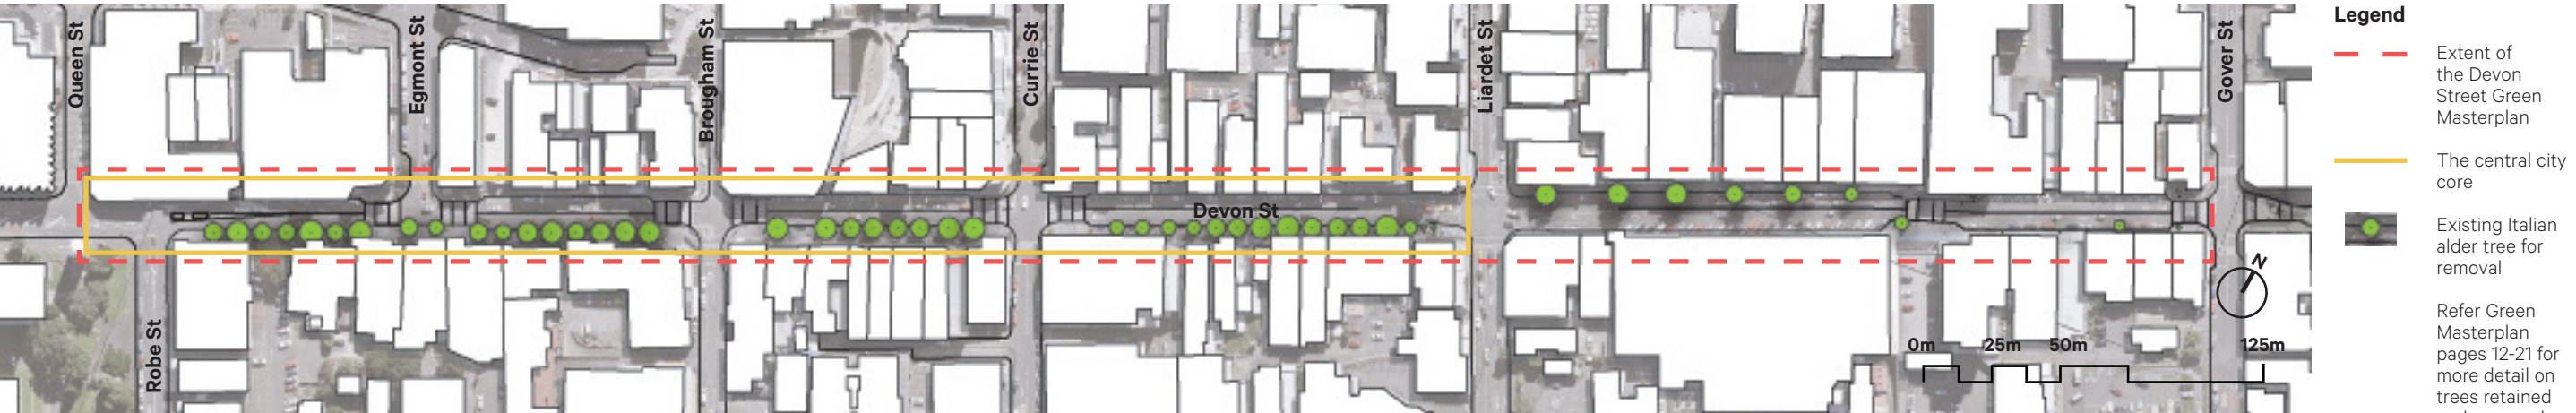 Queen St
Egmont St
Brougham St
Currie St
Liardet St
Gover St
Devon St
Robe St
N
0m 25m 50m 125m
Legend
Extent of
the Devon
Street Green
Masterplan
The central city
core
Existing Italian
alder tree for
removal
Refer Green
Masterplan
pages 12-21 for
more detail on
trees retained